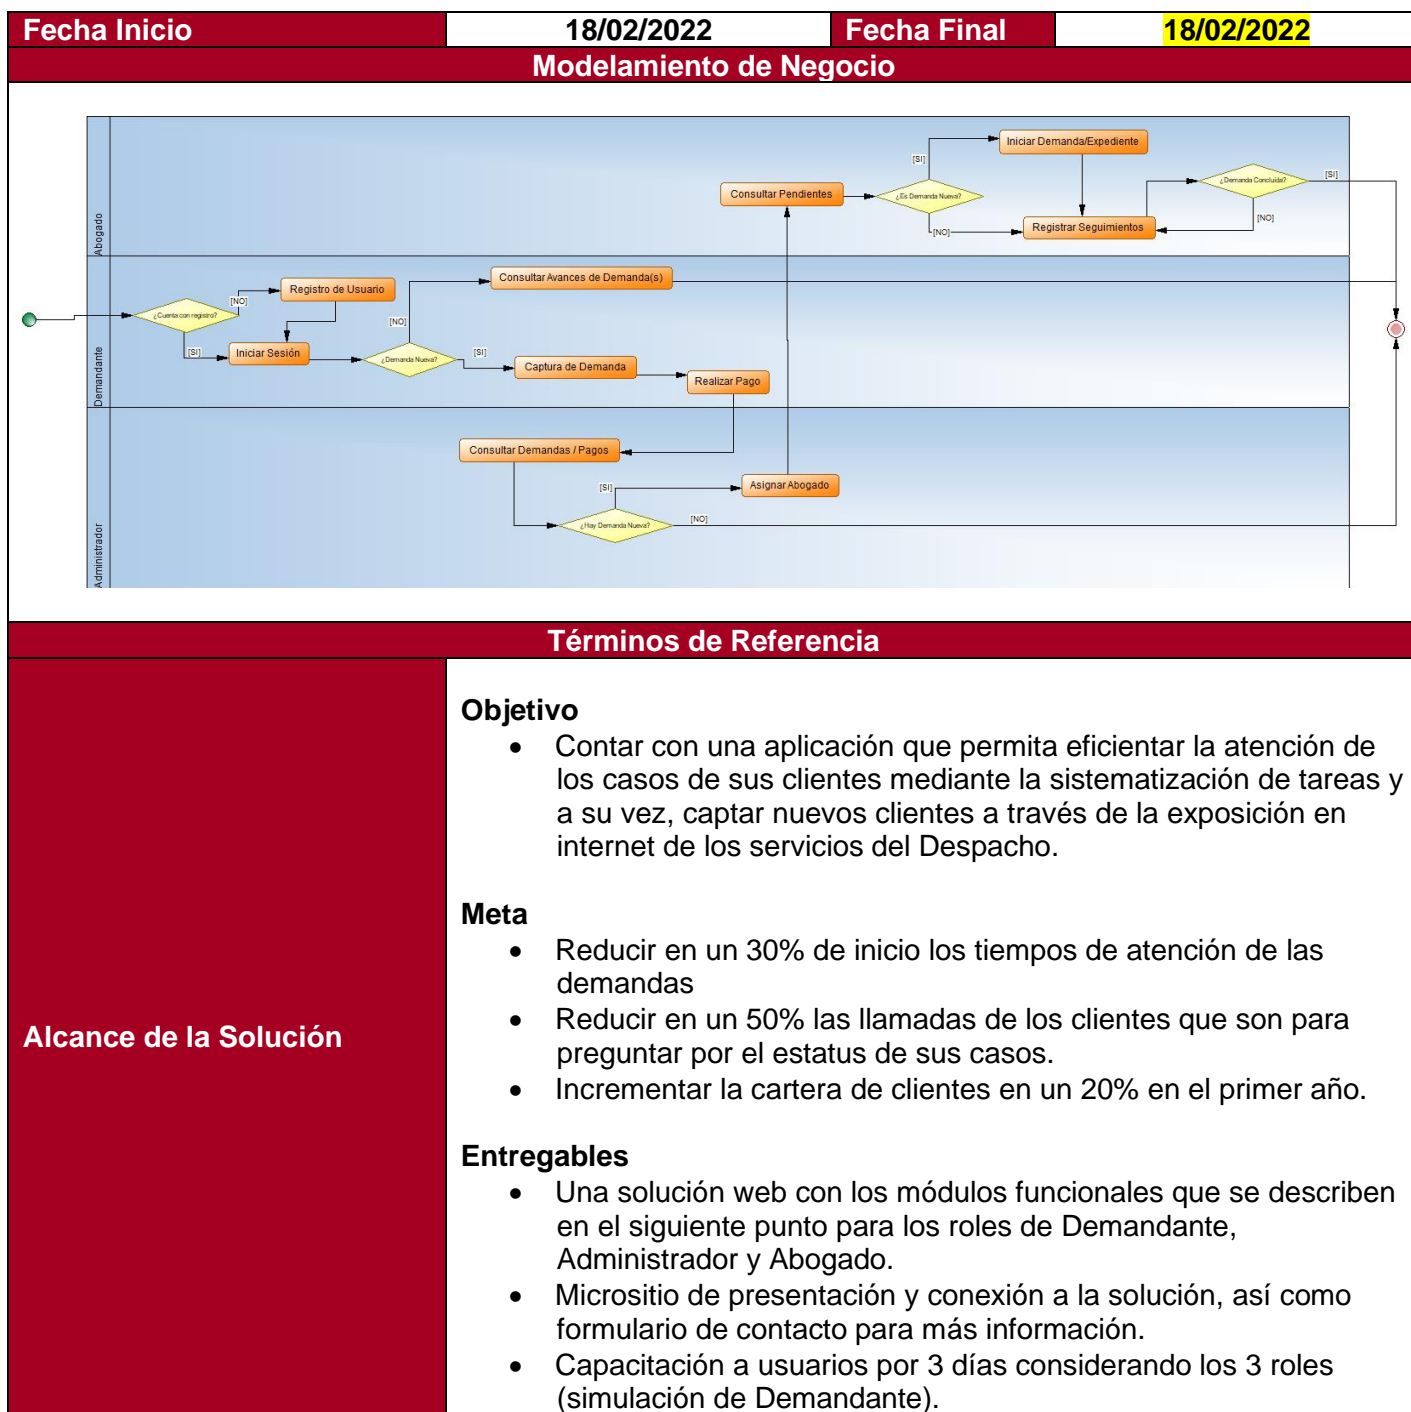 Fecha Inicio 18/02/2022 Fecha Final 18/02/2022
Modelamiento de Negocio
Abogado
Consultar Pendientes
¿Es Demanda Nueva?
[SI]
[NO]
Iniciar Demanda/Expediente
Registrar Seguimientos
¿Demanda Concluída?
[SI]
[NO]
Demandante
¿Cuenta con registro?
[NO]
[SI]
Registro de Usuario
Iniciar Sesión
¿Demanda Nueva?
[NO]
[SI]
Consultar Avances de Demanda(s)
Captura de Demanda
Realizar Pago
Administrador
Consultar Demandas / Pagos
¿Hay Demanda Nueva?
[SI]
[NO]
Asignar Abogado
Términos de Referencia
Alcance de la Solución
Objetivo
• Contar con una aplicación que permita eficientar la atención de
los casos de sus clientes mediante la sistematización de tareas y
a su vez, captar nuevos clientes a través de la exposición en
internet de los servicios del Despacho.
Meta
• Reducir en un 30% de inicio los tiempos de atención de las
demandas
• Reducir en un 50% las llamadas de los clientes que son para
preguntar por el estatus de sus casos.
• Incrementar la cartera de clientes en un 20% en el primer año.
Entregables
• Una solución web con los módulos funcionales que se describen
en el siguiente punto para los roles de Demandante,
Administrador y Abogado.
• Micrositio de presentación y conexión a la solución, así como
formulario de contacto para más información.
• Capacitación a usuarios por 3 días considerando los 3 roles
(simulación de Demandante).